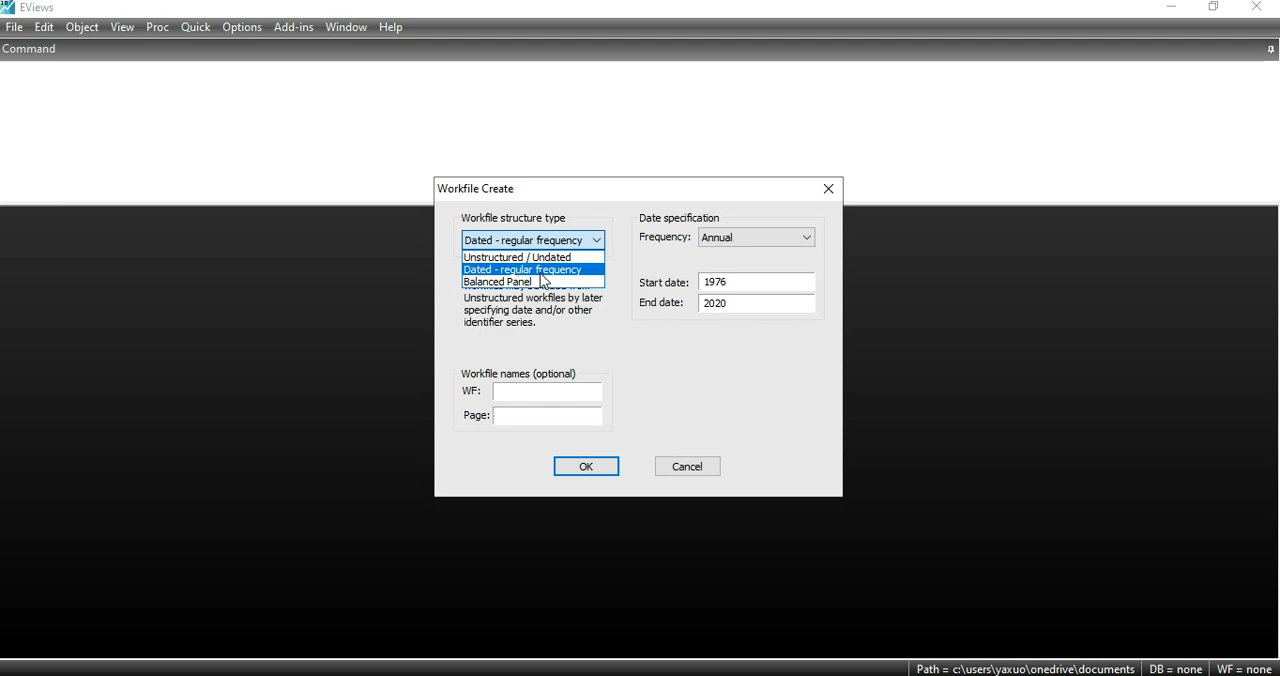 EViews
File Edit Object View Proc Quick Options Add-ins Window Help
Command
Workfile Create
Workfile structure type
Dated - regular frequency
Unstructured / Undated
Dated - regular frequency
Balanced Panel
Unstructured workfiles by later
specifying date and/or other
identifier series.
Date specification
Frequency: Annual
Start date: 1976
End date: 2020
Workfile names (optional)
WF:
Page:
OK Cancel
Path = c:\users\yaxuo\onedrive\documents DB = none WF = none